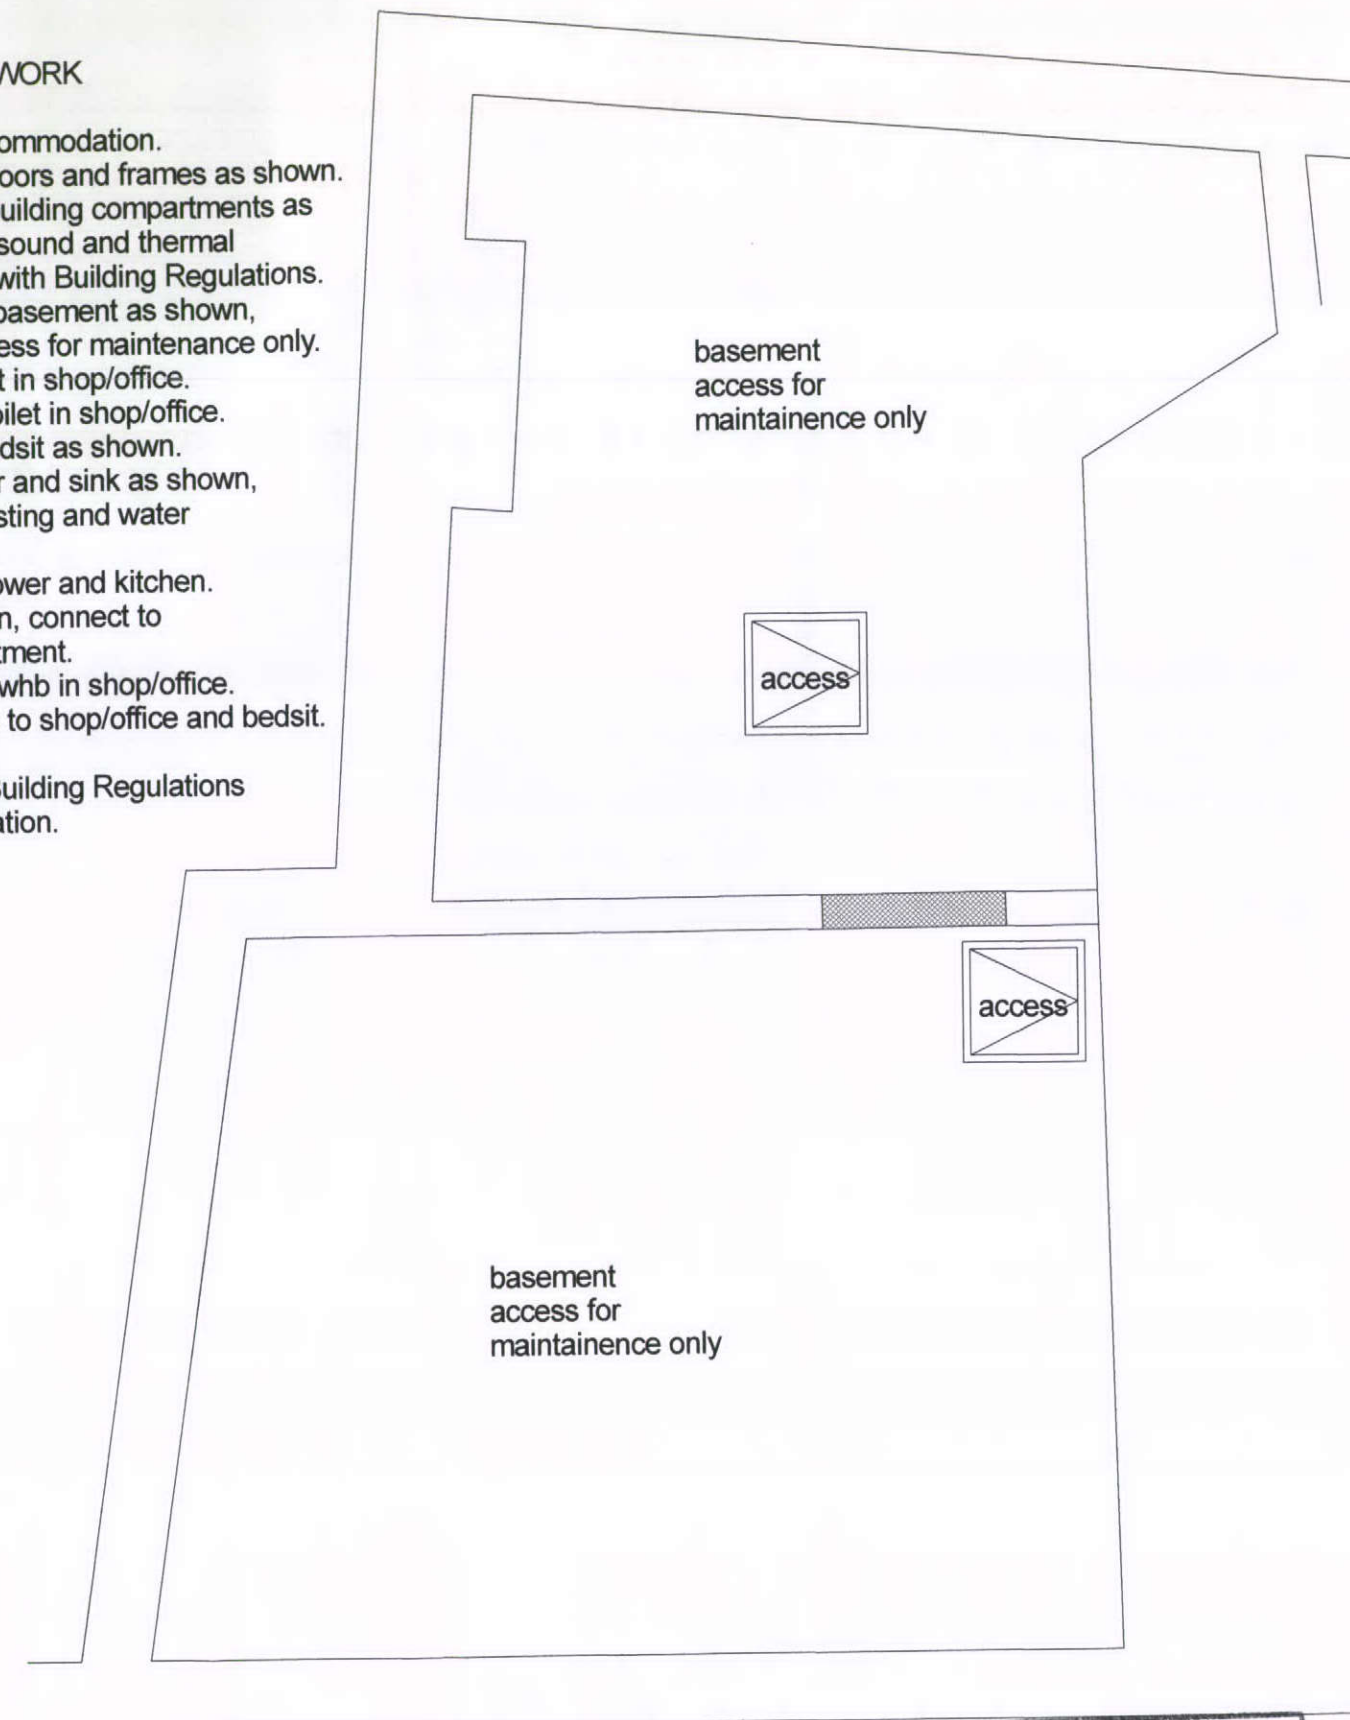 WORK
ommodation.
oors and frames as shown.
uilding compartments as
sound and thermal
with Building Regulations.
basement as shown,
ess for maintenance only.
t in shop/office.
oilet in shop/office.
dsit as shown.
r and sink as shown,
sting and water
ower and kitchen.
n, connect to
tment.
whb in shop/office.
to shop/office and bedsit.
Building Regulations
ation.
basement
access for
maintainence only
access
access
basement
access for
maintainence only